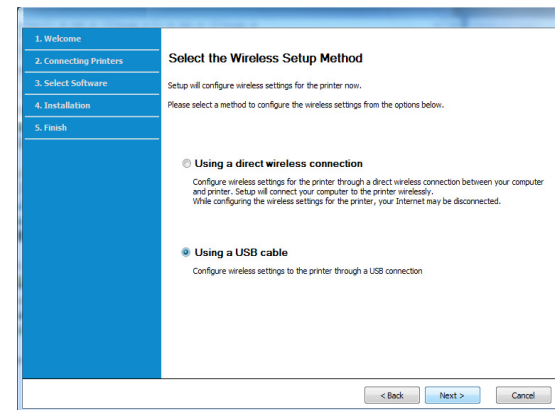 1. Welcome
2. Connecting Printers
3. Select Software
4. Installation
5. Finish
Select the Wireless Setup Method
Setup will configure wireless settings for the printer now.
Please select a method to configure the wireless settings from the options below.
Using a direct wireless connection
Configure wireless settings for the printer through a direct wireless connection between your computer
and printer. Setup will connect your computer to the printer wirelessly.
While configuring the wireless settings for the printer, your Internet may be disconnected.
Using a USB cable
Configure wireless settings to the printer through a USB connection
< Back
Next >
Cancel